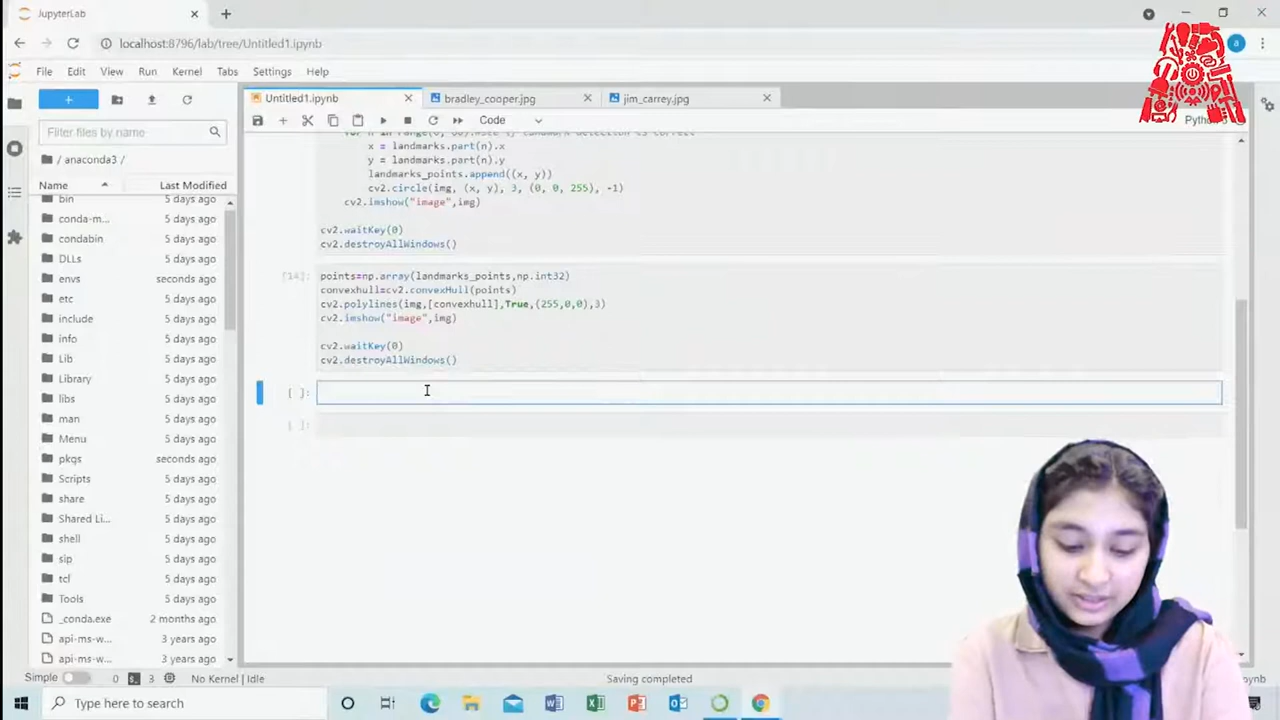 JupyterLab
localhost:8796/lab/tree/Untitled1.ipynb
a
File Edit View Run Kernel Tabs Settings Help
Untitled1.ipynb
bradley_cooper.jpg
jim_carrey.jpg
Code
Filter files by name
/ anaconda3 /
Name Last Modified
bin 5 days ago
conda-m... 5 days ago
condabin 5 days ago
DLLs 5 days ago
envs seconds ago
etc 5 days ago
include 5 days ago
info 5 days ago
Lib 5 days ago
Library 5 days ago
libs 5 days ago
man 5 days ago
Menu 5 days ago
pkgs seconds ago
Scripts 5 days ago
share 5 days ago
Shared Li... 5 days ago
shell 5 days ago
sip 5 days ago
tcl 5 days ago
Tools 5 days ago
_conda.exe 2 months ago
api-ms-w... 3 years ago
api-ms-w... 3 years ago
x = landmarks.part(n).x
y = landmarks.part(n).y
landmarks_points.append((x, y))
cv2.circle(img, (x, y), 3, (0, 0, 255), -1)
cv2.imshow("image",img)
cv2.waitKey(0)
cv2.destroyAllWindows()
[14]:
points=np.array(landmarks_points,np.int32)
convexhull=cv2.convexHull(points)
cv2.polylines(img,[convexhull],True,(255,0,0),3)
cv2.imshow("image",img)
cv2.waitKey(0)
cv2.destroyAllWindows()
[ ]:
[ ]:
Simple 0 3 No Kernel | Idle
Saving completed
Type here to search